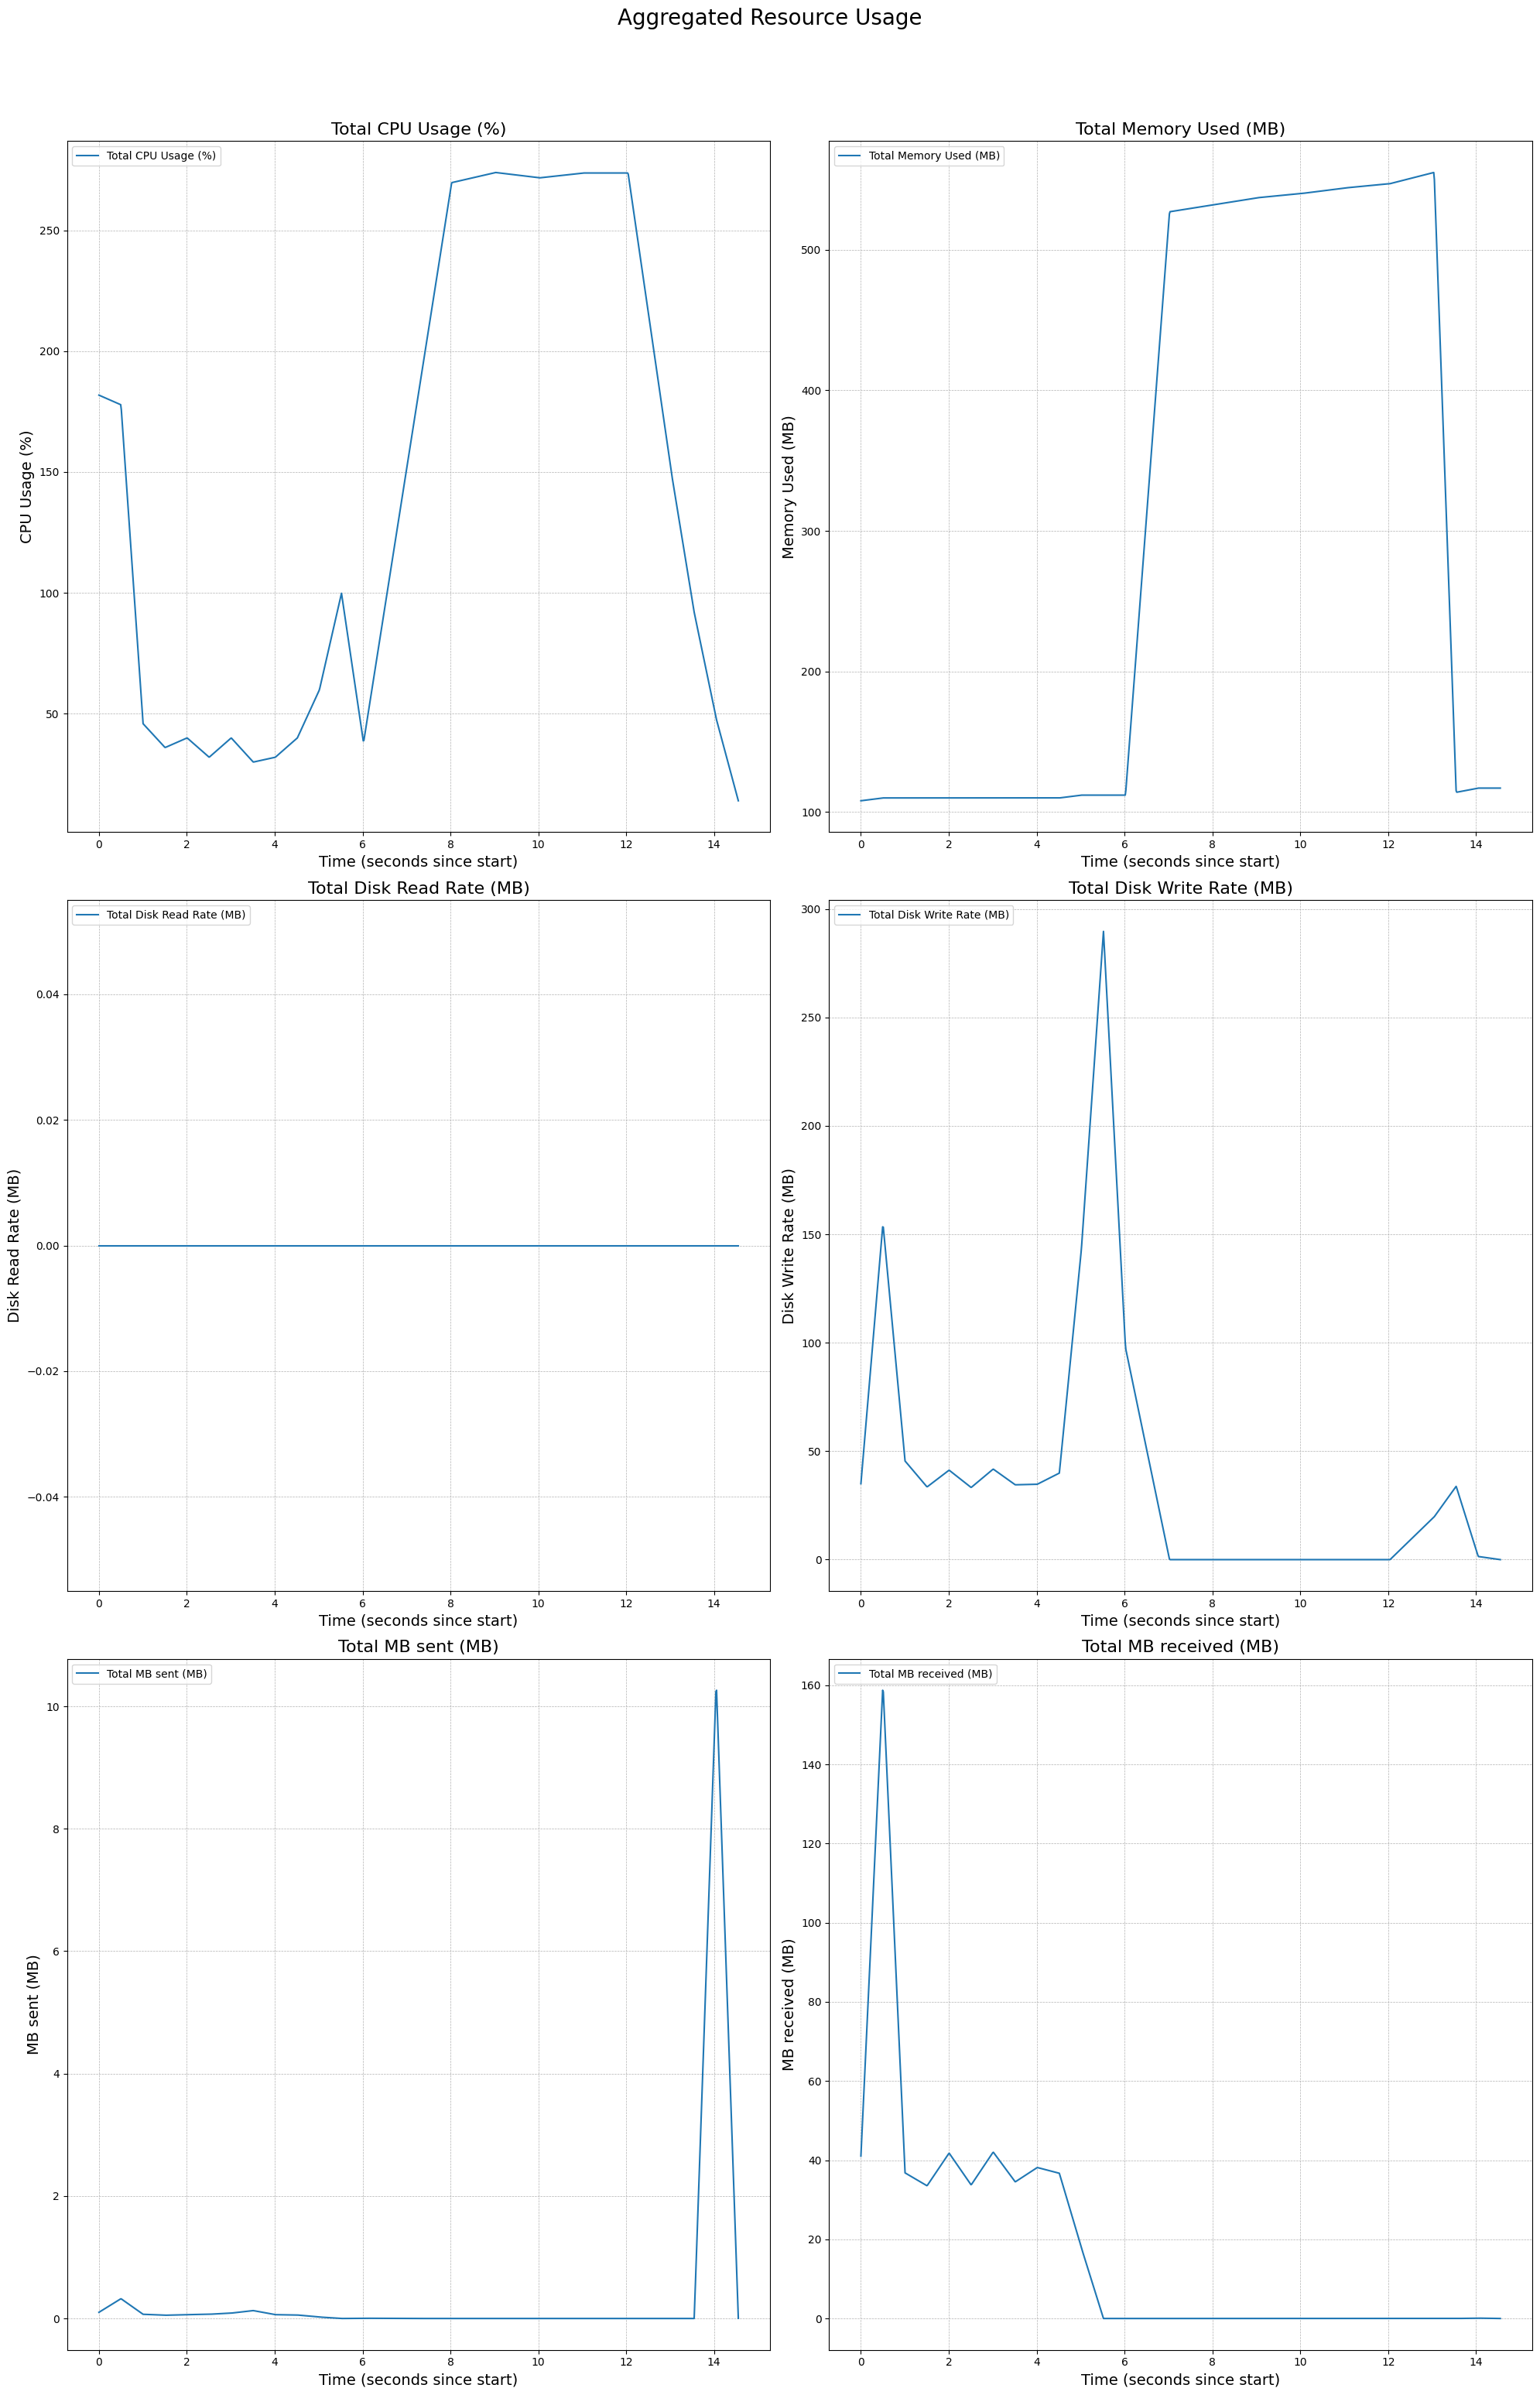 Aggregated Resource Usage
Total CPU Usage (%)
Total CPU Usage (%)
CPU Usage (%)
250
200
150
100
50
0 2 4 6 8 10 12 14
Time (seconds since start)
Total Memory Used (MB)
Total Memory Used (MB)
Memory Used (MB)
500
400
300
200
100
0 2 4 6 8 10 12 14
Time (seconds since start)
Total Disk Read Rate (MB)
Total Disk Read Rate (MB)
Disk Read Rate (MB)
0.04
0.02
0.00
−0.02
−0.04
0 2 4 6 8 10 12 14
Time (seconds since start)
Total Disk Write Rate (MB)
Total Disk Write Rate (MB)
Disk Write Rate (MB)
300
250
200
150
100
50
0
0 2 4 6 8 10 12 14
Time (seconds since start)
Total MB sent (MB)
Total MB sent (MB)
MB sent (MB)
10
8
6
4
2
0
0 2 4 6 8 10 12 14
Time (seconds since start)
Total MB received (MB)
Total MB received (MB)
MB received (MB)
160
140
120
100
80
60
40
20
0
0 2 4 6 8 10 12 14
Time (seconds since start)